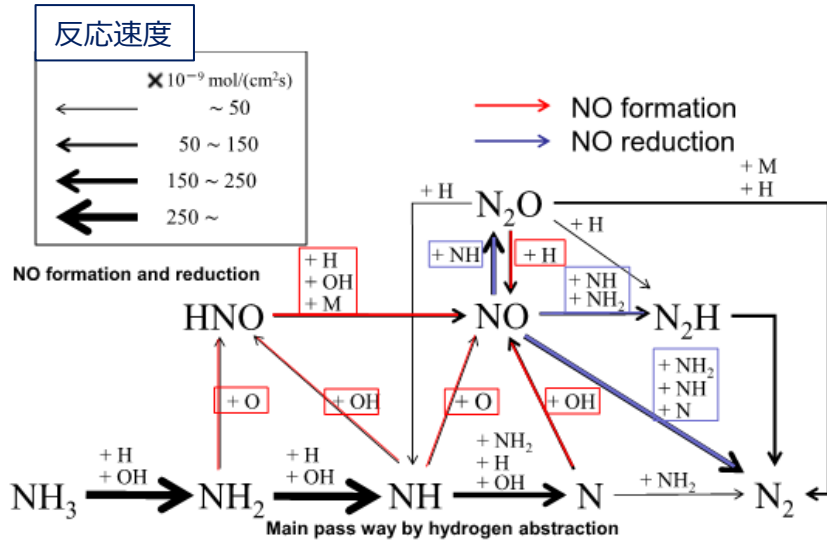 反応速度
×10⁻⁹ mol/(cm²s)
~ 50
50 ~ 150
150 ~ 250
250 ~
NO formation
NO reduction
+ M
+ H
+ H
N₂O
+ H
NO formation and reduction
+ H
+ OH
+ M
+ NH
+ H
+ NH
+ NH₂
HNO
NO
N₂H
+ NH₂
+ NH
+ N
+ O
+ OH
+ O
+ OH
+ H
+ OH
+ H
+ OH
+ NH₂
+ H
+ OH
+ NH₂
NH₃
NH₂
NH
N
N₂
Main pass way by hydrogen abstraction